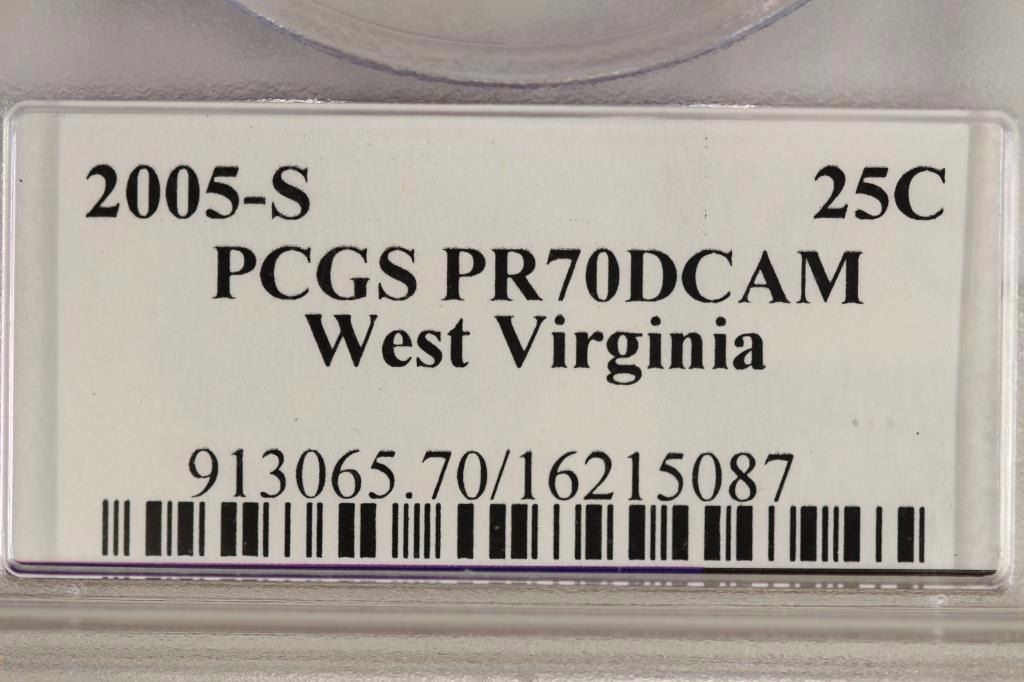 2005-S 25C
PCGS PR70DCAM
West Virginia
913065.70/16215087